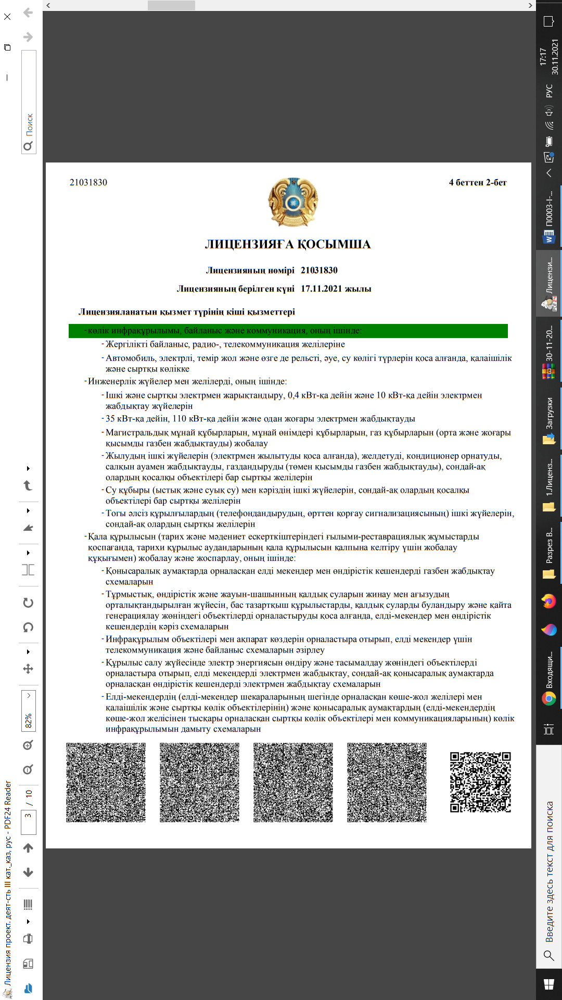 21031830
4 беттен 2-бет
ЛИЦЕНЗИЯҒА ҚОСЫМША
Лицензияның нөмірі 21031830
Лицензияның берілген күні 17.11.2021 жылы
Лицензияланатын қызмет түрінің кіші қызметтері
- көлік инфрақұрылымы, байланыс және коммуникация, оның ішінде:
- Жергілікті байланыс, радио-, телекоммуникация желілеріне
- Автомобиль, электрлі, темір жол және өзге де рельсті, әуе, су көлігі түрлерін қоса алғанда, қалаішілік
және сыртқы көлікке
- Инженерлік жүйелер мен желілерді, оның ішінде:
- Ішкі және сыртқы электрмен жарықтандыру, 0,4 кВт-қа дейін және 10 кВт-қа дейін электрмен
жабдықтау жүйелерін
- 35 кВт-қа дейін, 110 кВт-қа дейін және одан жоғары электрмен жабдықтауды
- Магистральдық мұнай құбырларын, мұнай өнімдері құбырларын, газ құбырларын (орта және жоғары
қысымды газбен жабдықтауды) жобалау
- Жылудың ішкі жүйелерін (электрмен жылытуды қоса алғанда), желдетуді, кондиционер орнатуды,
салқын ауамен жабдықтауды, газдандыруды (төмен қысымды газбен жабдықтауды), сондай-ақ
олардың қосалқы объектілері бар сыртқы желілерін
- Су құбыры (ыстық және суық су) мен кәріздің ішкі жүйелерін, сондай-ақ олардың қосалқы
объектілері бар сыртқы желілерін
- Тогы әлсіз құрылғылардың (телефондандырудың, өрттен қорғау сигнализациясының) ішкі жүйелерін,
сондай-ақ олардың сыртқы желілерін
- Қала құрылысын (тарих және мәдениет ескерткіштеріндегі ғылыми-реставрациялық жұмыстарды
қоспағанда, тарихи құрылыс аудандарының қала құрылысын қалпына келтіру үшін жобалау
құқығымен) жобалау және жоспарлау, оның ішінде:
- Қонысаралық аумақтарда орналасқан елді мекендер мен өндірістік кешендерді газбен жабдықтау
схемаларын
- Тұрмыстық, өндірістік және жауын-шашынның қалдық суларын жинау мен ағызудың
орталықтандырылған жүйесін, бас тазартқыш құрылыстарды, қалдық суларды буландыру және қайта
генерациялау жөніндегі объектілерді орналастыруды қоса алғанда, елді-мекендер мен өндірістік
кешендердің кәріз схемаларын
- Инфрақұрылым объектілері мен ақпарат көздерін орналастыра отырып, елді мекендер үшін
телекоммуникация және байланыс схемаларын әзірлеу
- Құрылыс салу жүйесінде электр энергиясын өндіру және тасымалдау жөніндегі объектілерді
орналастыра отырып, елді мекендерді электрмен жабдықтау, сондай-ақ қонысаралық аумақтарда
орналасқан өндірістік кешендерді электрмен жабдықтау схемаларын
- Елді-мекендердің (елді-мекендер шекараларының шегінде орналасқан көше-жол желілері мен
қалаішілік және сыртқы көлік объектілерінің) және қонысаралық аумақтардың (елді-мекендердің
көше-жол желісінен тысқары орналасқан сыртқы көлік объектілері мен коммуникацияларының) көлік
инфрақұрылымын дамыту схемаларын
Лицензия проект. деят-сть III кат._каз, рус - PDF24 Reader
3 / 10
82%
Поиск
Введите здесь текст для поиска
Входящи...
Разрез В...
1.Лиценз...
Загрузки
30-11-20...
Лицензи...
П0003-I-...
РУС
17:17
30.11.2021